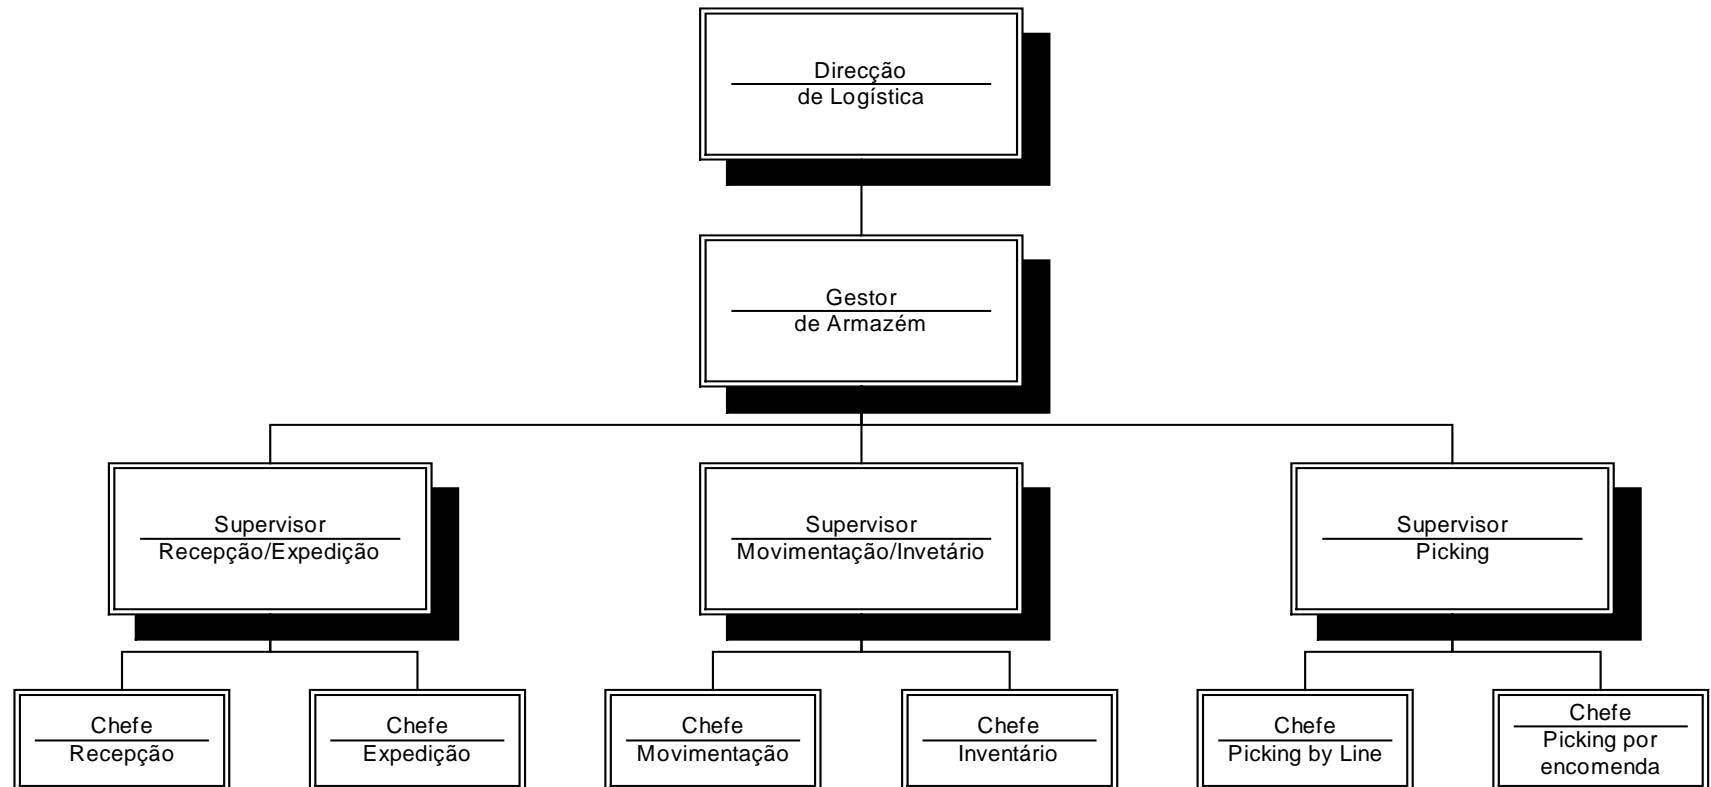 Direcção
de Logística
Gestor
de Armazém
Supervisor
Recepção/Expedição
Supervisor
Movimentação/Invetário
Supervisor
Picking
Chefe
Recepção
Chefe
Expedição
Chefe
Movimentação
Chefe
Inventário
Chefe
Picking by Line
Chefe
Picking por
encomenda